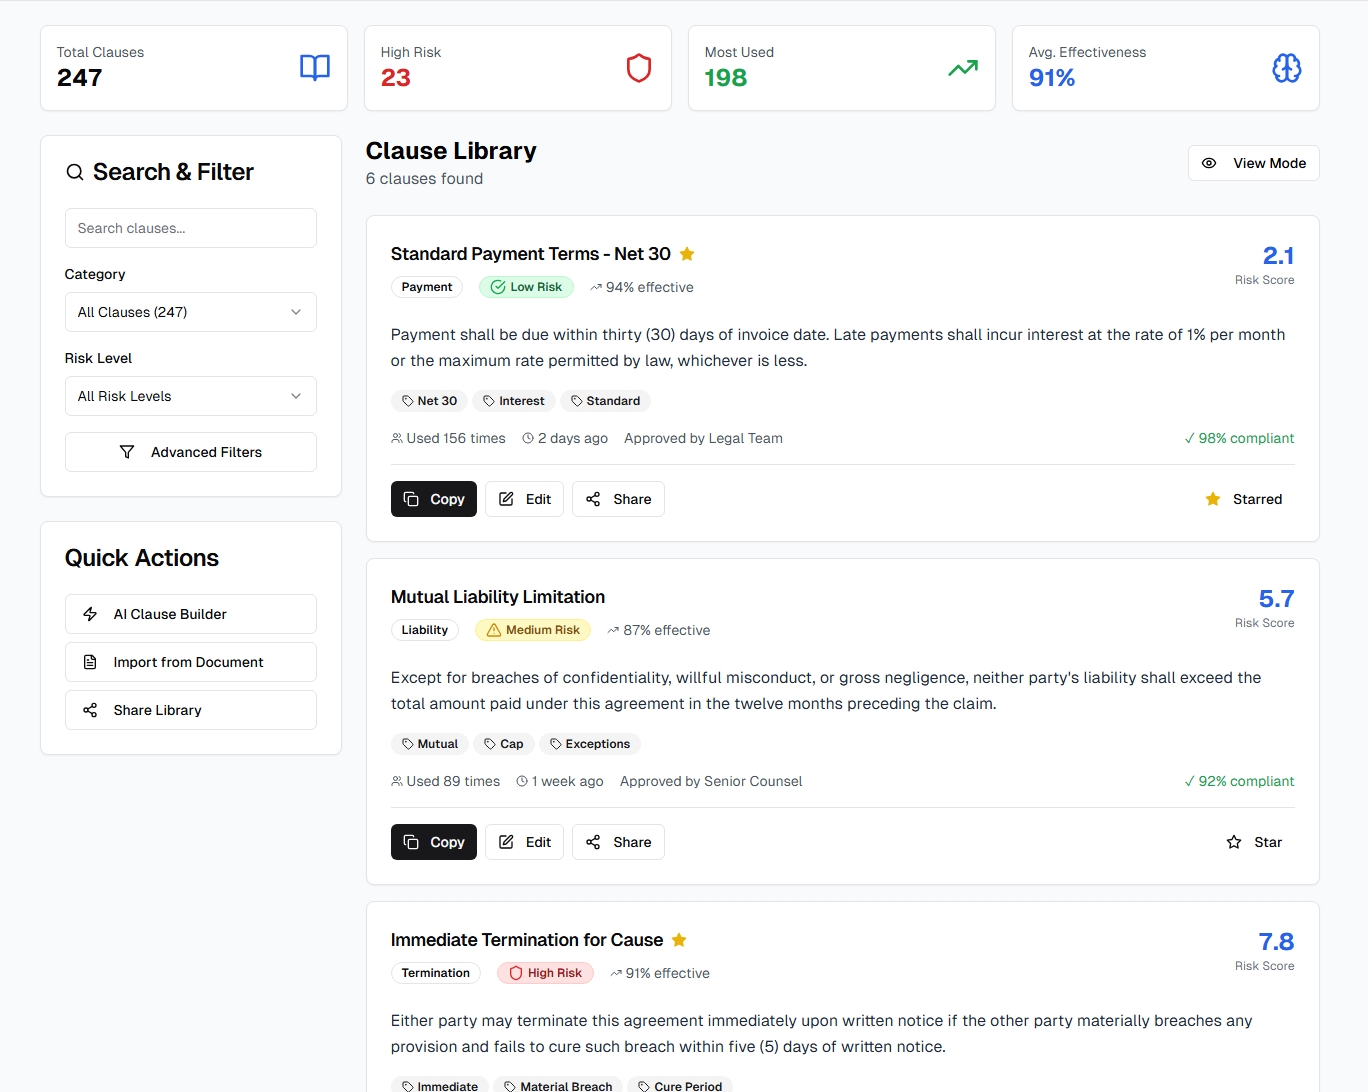 Total Clauses
247
High Risk
23
Most Used
198
Avg. Effectiveness
91%
Search & Filter
Search clauses...
Category
All Clauses (247)
Risk Level
All Risk Levels
Advanced Filters
Quick Actions
AI Clause Builder
Import from Document
Share Library
Clause Library
6 clauses found
View Mode
Standard Payment Terms - Net 30
2.1
Risk Score
Payment Low Risk 94% effective
Payment shall be due within thirty (30) days of invoice date. Late payments shall incur interest at the rate of 1% per month
or the maximum rate permitted by law, whichever is less.
Net 30 Interest Standard
Used 156 times 2 days ago Approved by Legal Team ✓ 98% compliant
Copy Edit Share Starred
Mutual Liability Limitation
5.7
Risk Score
Liability Medium Risk 87% effective
Except for breaches of confidentiality, willful misconduct, or gross negligence, neither party's liability shall exceed the
total amount paid under this agreement in the twelve months preceding the claim.
Mutual Cap Exceptions
Used 89 times 1 week ago Approved by Senior Counsel ✓ 92% compliant
Copy Edit Share Star
Immediate Termination for Cause
7.8
Risk Score
Termination High Risk 91% effective
Either party may terminate this agreement immediately upon written notice if the other party materially breaches any
provision and fails to cure such breach within five (5) days of written notice.
Immediate Material Breach Cure Period